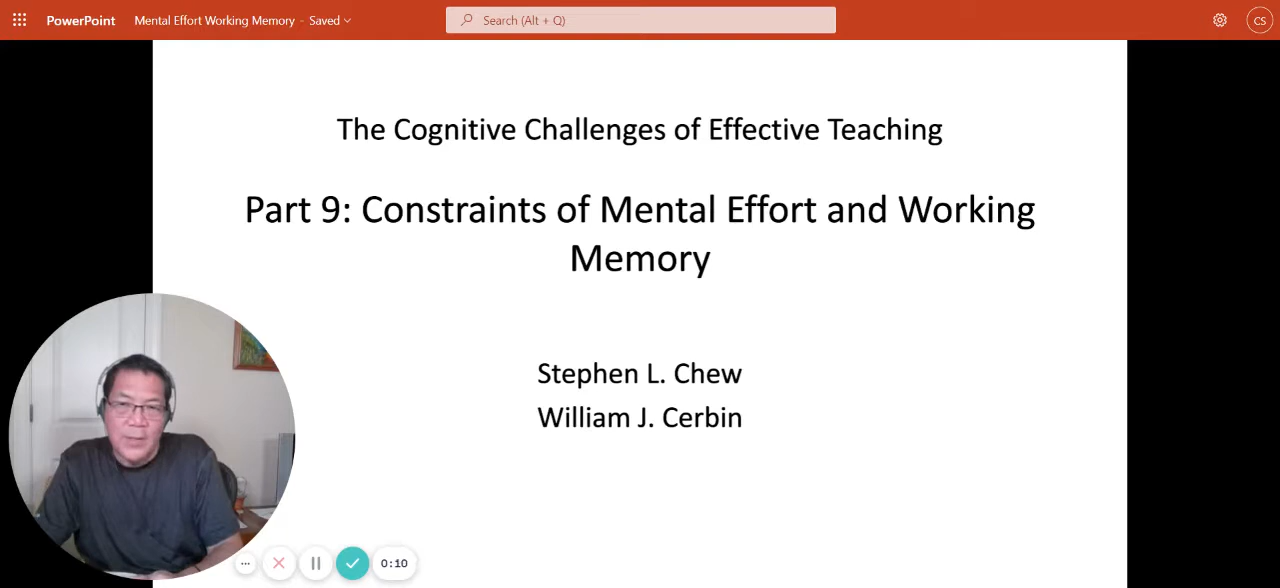 PowerPoint Mental Effort Working Memory - Saved Search (Alt + Q) CS
The Cognitive Challenges of Effective Teaching
Part 9: Constraints of Mental Effort and Working
Memory
Stephen L. Chew
William J. Cerbin
0:10